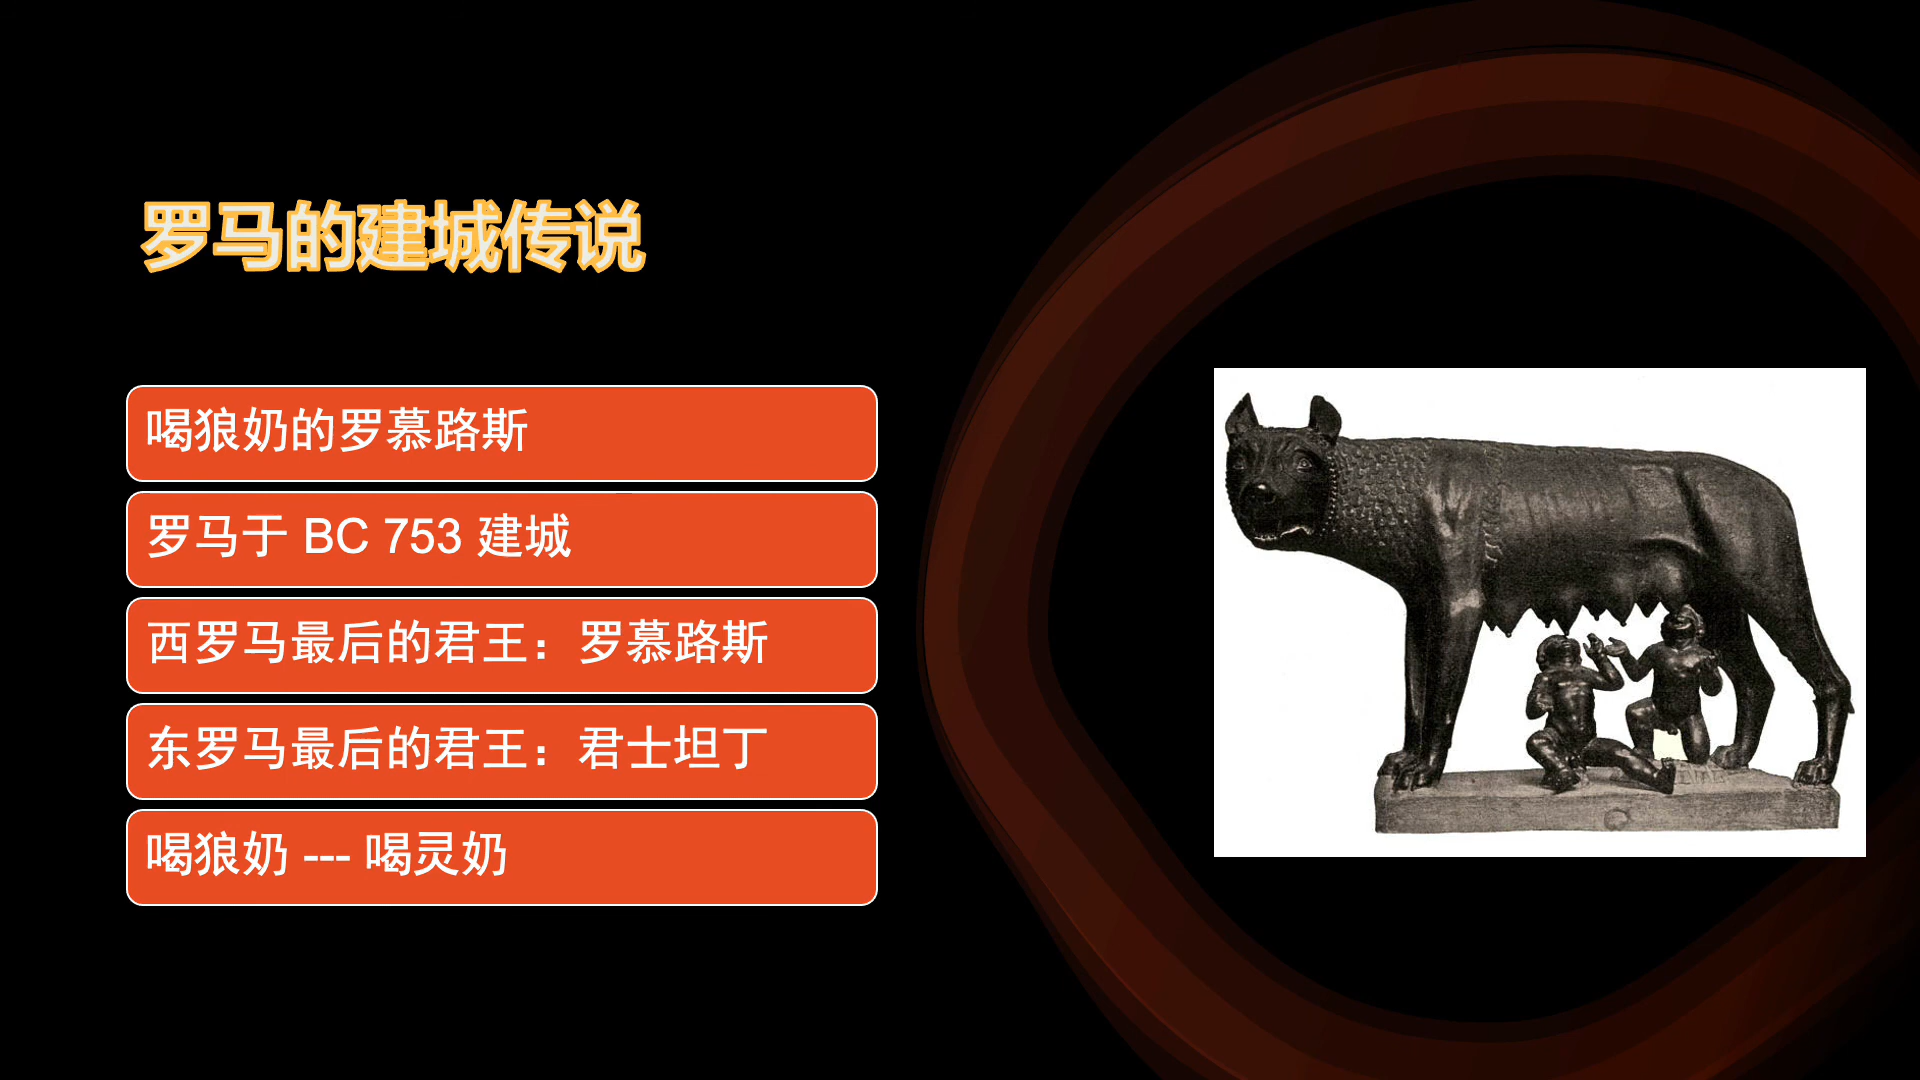 罗马的建城传说
喝狼奶的罗慕路斯
罗马于 BC 753 建城
西罗马最后的君王：罗慕路斯
东罗马最后的君王：君士坦丁
喝狼奶 --- 喝灵奶